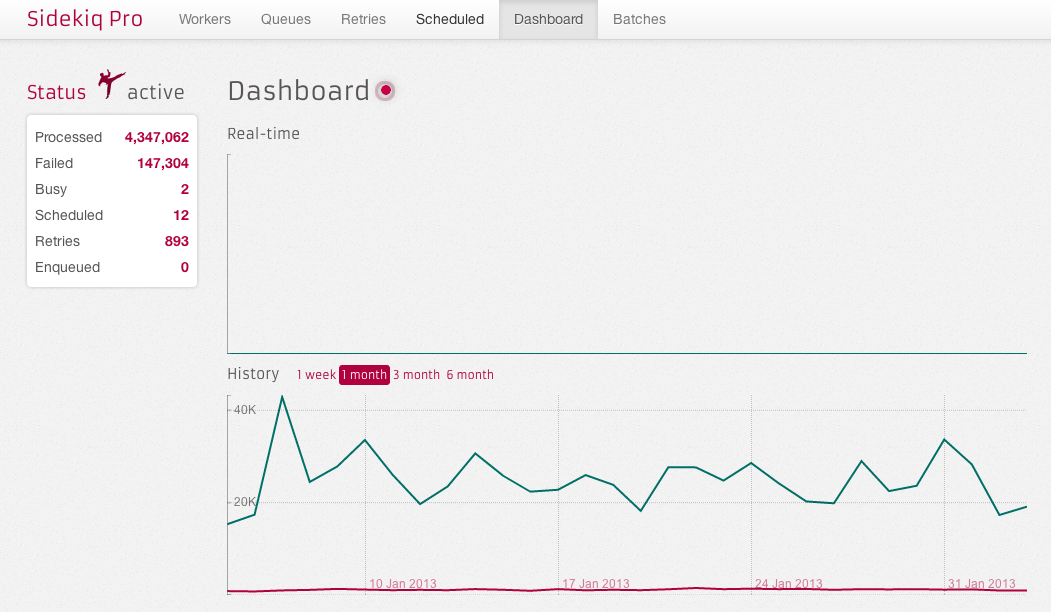 Sidekiq Pro Workers Queues Retries Scheduled Dashboard Batches
Status active
Processed 4,347,062
Failed 147,304
Busy 2
Scheduled 12
Retries 893
Enqueued 0
Dashboard
Real-time
History 1 week 1 month 3 month 6 month
40K
20K
10 Jan 2013 17 Jan 2013 24 Jan 2013 31 Jan 2013